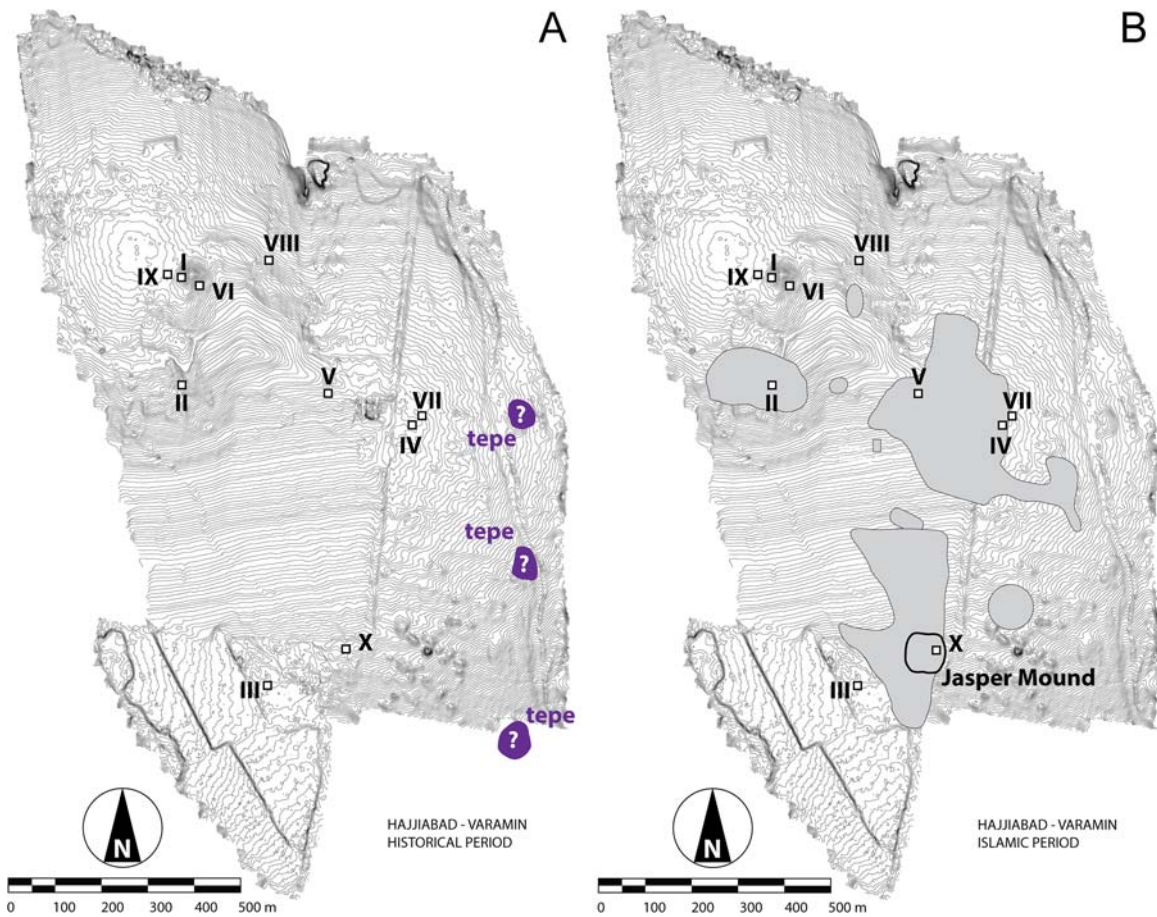 A
VIII
I
IX
VI
V
II
VII
?
IV
tepe
tepe
?
X
III
tepe
?
N
HAJJIABAD - VARAMIN
HISTORICAL PERIOD
0 100 200 300 400 500 m
B
VIII
I
IX
VI
V
II
VII
IV
X
Jasper Mound
III
N
HAJJIABAD - VARAMIN
ISLAMIC PERIOD
0 100 200 300 400 500 m